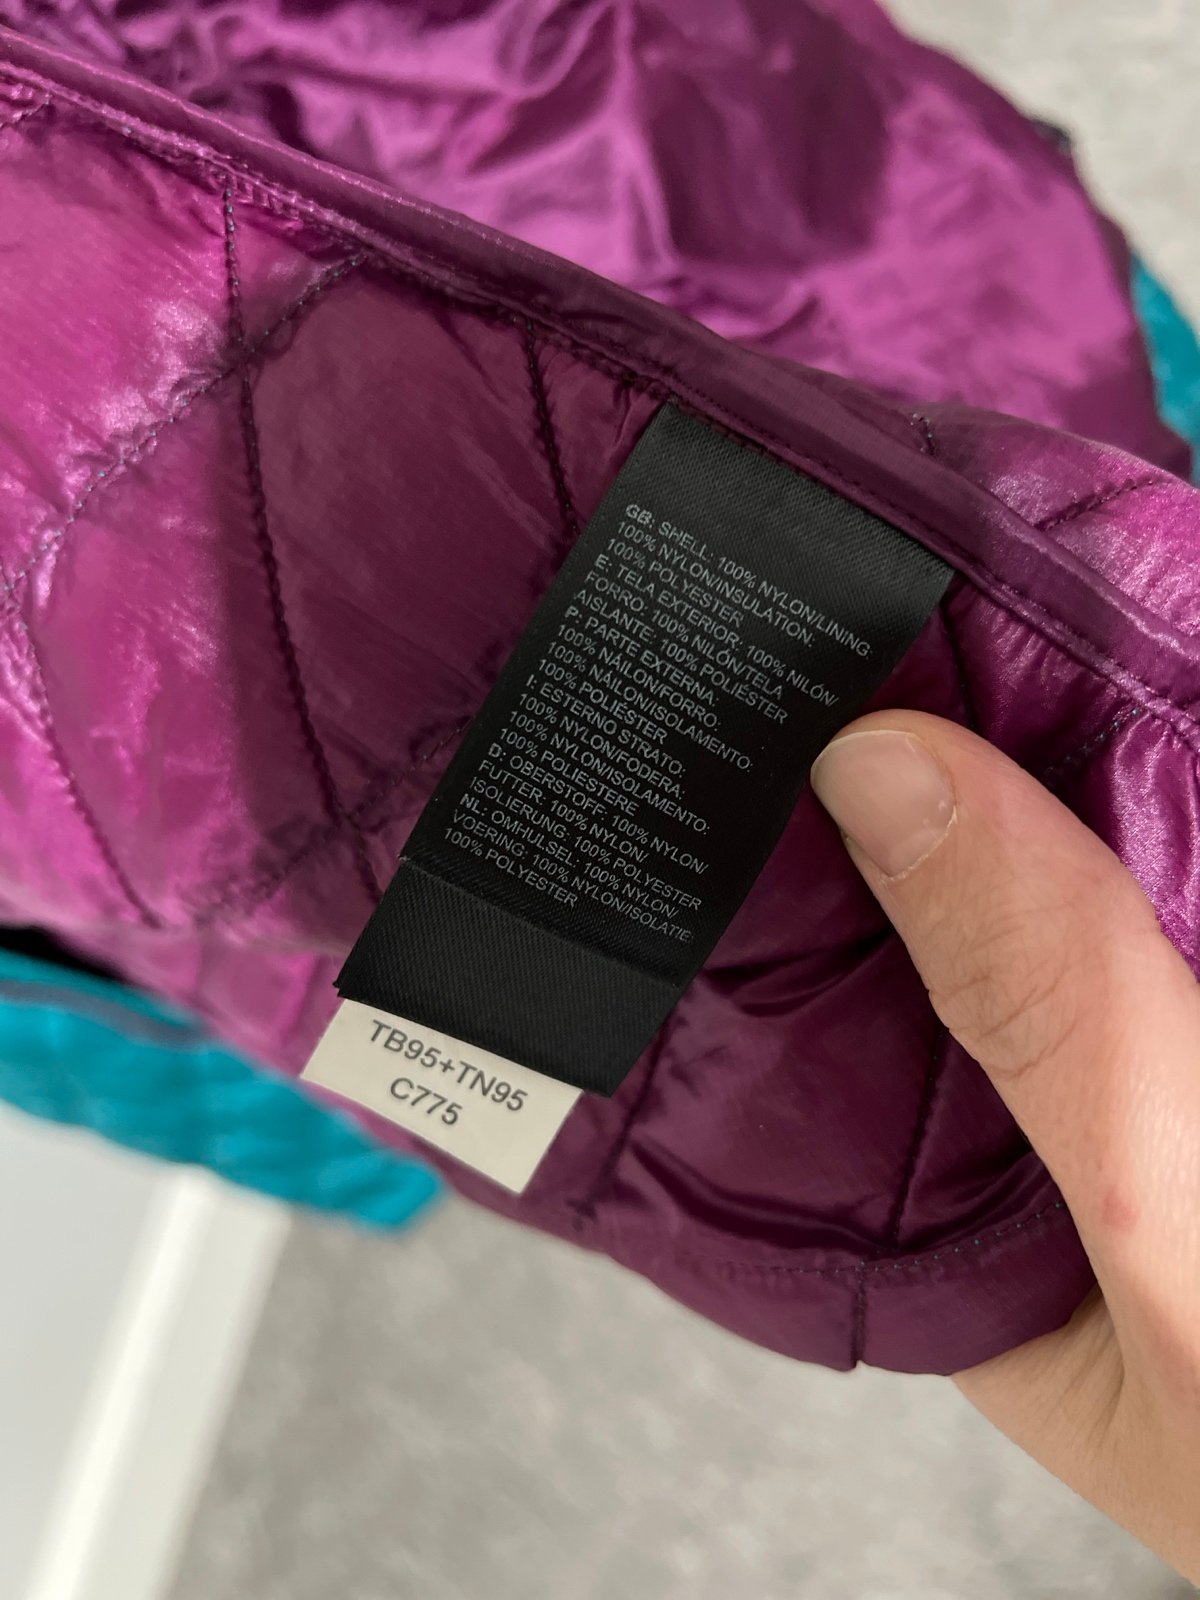 GB: SHELL: 100% NYLON/LINING:
100% NYLON/INSULATION:
100% POLYESTER
E: TELA EXTERIOR: 100% NILÓN/
FORRO: 100% NILÓN/TELA
AISLANTE: 100% POLIÉSTER
P: PARTE EXTERNA:
100% NÁILON/FORRO:
100% NÁILON/ISOLAMENTO:
100% POLIÉSTER
I: ESTERNO STRATO:
100% NYLON/FODERA:
100% NYLON/ISOLAMENTO:
100% POLIESTERE
D: OBERSTOFF: 100% NYLON/
FUTTER: 100% NYLON/
ISOLIERUNG: 100% POLYESTER
NL: OMHULSEL: 100% NYLON/
VOERING: 100% NYLON/ISOLATIE:
100% POLYESTER
TB95+TN95
C775